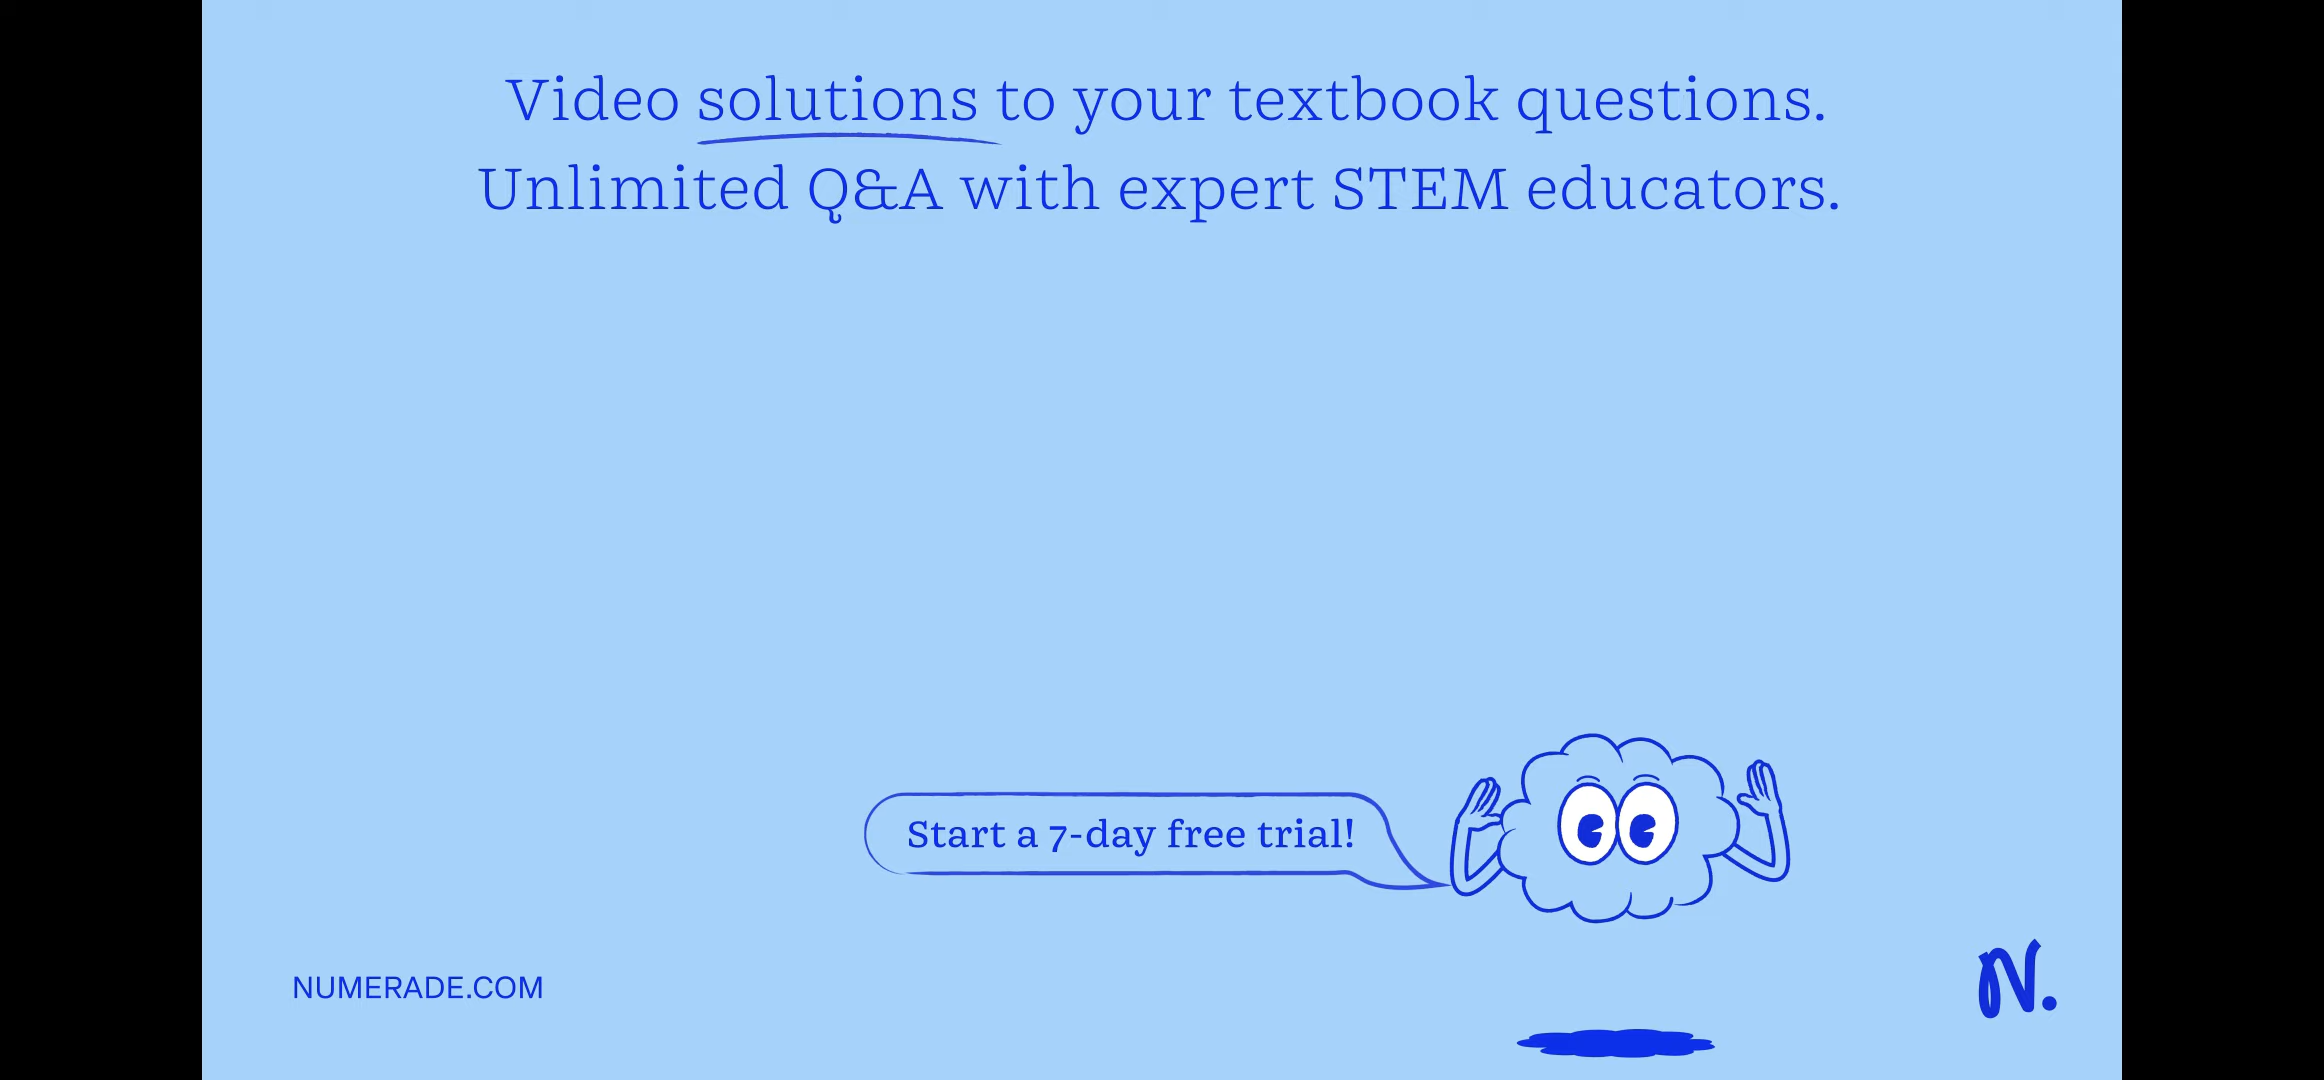 Video solutions to your textbook questions.
Unlimited Q&A with expert STEM educators.
Start a 7-day free trial!
NUMERADE.COM
N.